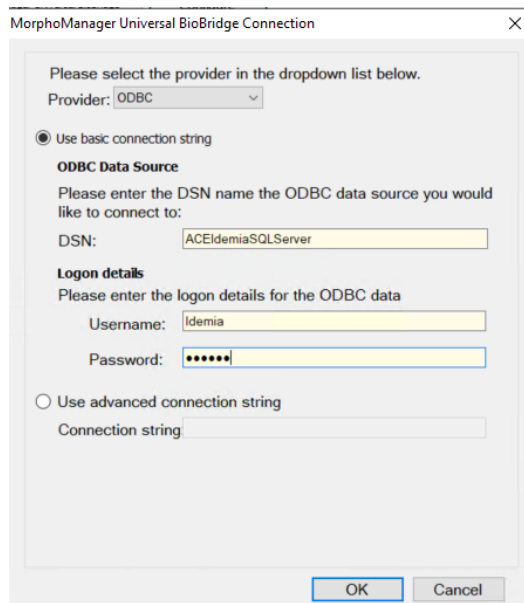 MorphoManager Universal BioBridge Connection
Please select the provider in the dropdown list below.
Provider: ODBC
Use basic connection string
ODBC Data Source
Please enter the DSN name the ODBC data source you would
like to connect to:
DSN: ACEIdemiaSQLServer
Logon details
Please enter the logon details for the ODBC data
Username: Idemia
Password: ••••••
Use advanced connection string
Connection string
OK Cancel